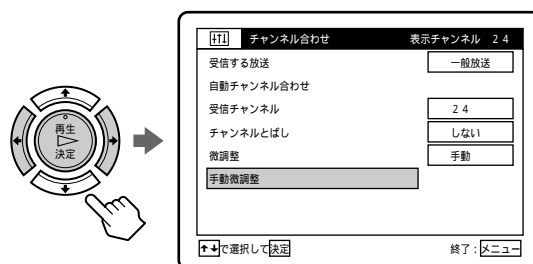 チャンネル合わせ 表示チャンネル 24
受信する放送 一般放送
自動チャンネル合わせ
受信チャンネル 24
チャンネルとばし しない
微調整 手動
手動微調整
再生
決定
↑↓で選択して決定 終了:メニュー